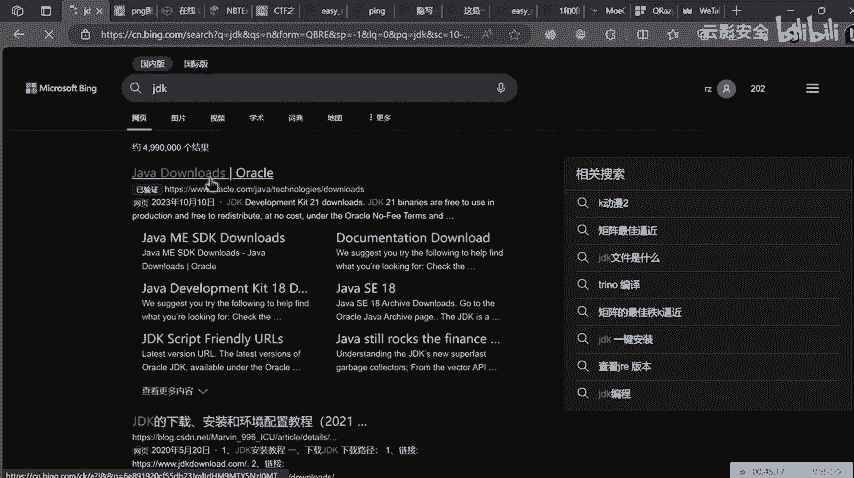 jd
png图
在线
NBTE
CTF之
easy_r
ping
隐写
这是一
easy_r
1和0的
MoeC
QRaz
WeTal
https://cn.bing.com/search?q=jdk&qs=n&form=QBRE&sp=-1&lq=0&pq=jdk&sc=10-...
云影安全 bilibili
国内版 国际版
Microsoft Bing
jdk
rz
202
网页 图片 视频 学术 词典 地图 更多
约 4,990,000 个结果
Java Downloads | Oracle
已验证 https://www.oracle.com/java/technologies/downloads
网页 2023年10月10日 · JDK Development Kit 21 downloads. JDK 21 binaries are free to use in
production and free to redistribute, at no cost, under the Oracle No-Fee Terms and ...
Java ME SDK Downloads
Java ME SDK Downloads - Java
Downloads | Oracle
Documentation Download
We suggest you try the following to help find
what you're looking for: Check the ...
Java Development Kit 18 D...
We suggest you try the following to help find
what you're looking for: Check the ...
Java SE 18
Java SE 18 Archive Downloads. Go to the
Oracle Java Archive page.. The JDK is a ...
JDK Script Friendly URLs
Latest version URL. The latest versions of
Oracle JDK, available under the Oracle ...
Java still rocks the finance ...
Understanding the JDK's new superfast
garbage collectors; From the vector API ...
查看更多内容
JDK的下载、安装和环境配置教程（2021 ...
https://blog.csdn.net/Marvin_996_ICU/article/details/...
网页 2020年5月20日 · 1、JDK安装教程 一、下载JDK 下载路径： 1、链接:
https://www.jdkdownload.com/. 2、链接:
相关搜索
k动漫2
矩阵最佳逼近
jdk文件是什么
trino 编译
矩阵的最佳秩k逼近
jdk 一键安装
查看jre 版本
jdk编程